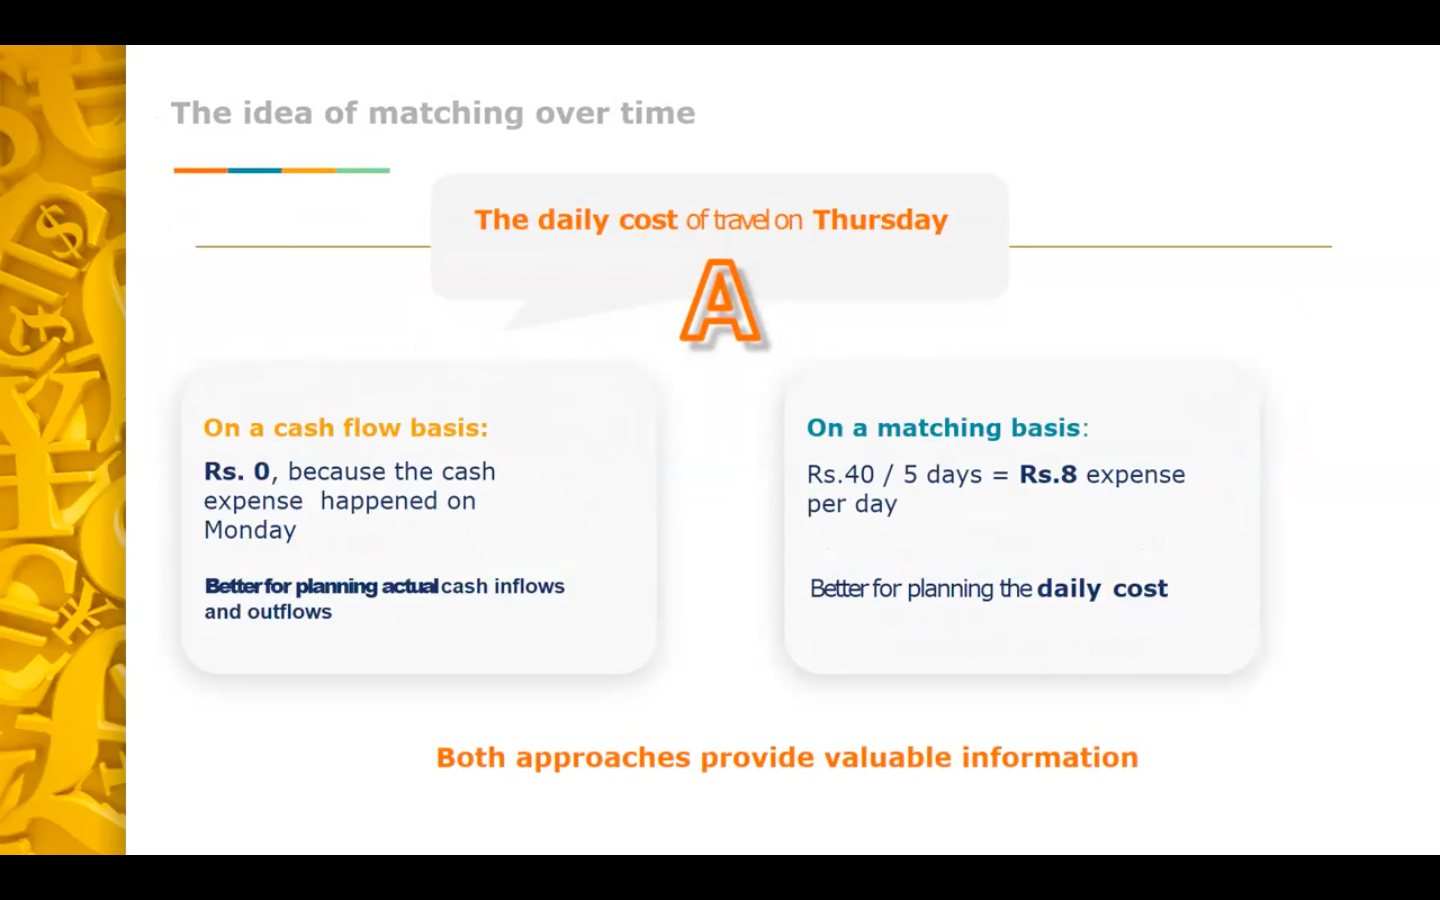 The idea of matching over time
The daily cost of travel on Thursday
A
On a cash flow basis:
Rs. 0, because the cash
expense happened on
Monday
Better for planning actual cash inflows
and outflows
On a matching basis:
Rs.40 / 5 days = Rs.8 expense
per day
Better for planning the daily cost
Both approaches provide valuable information